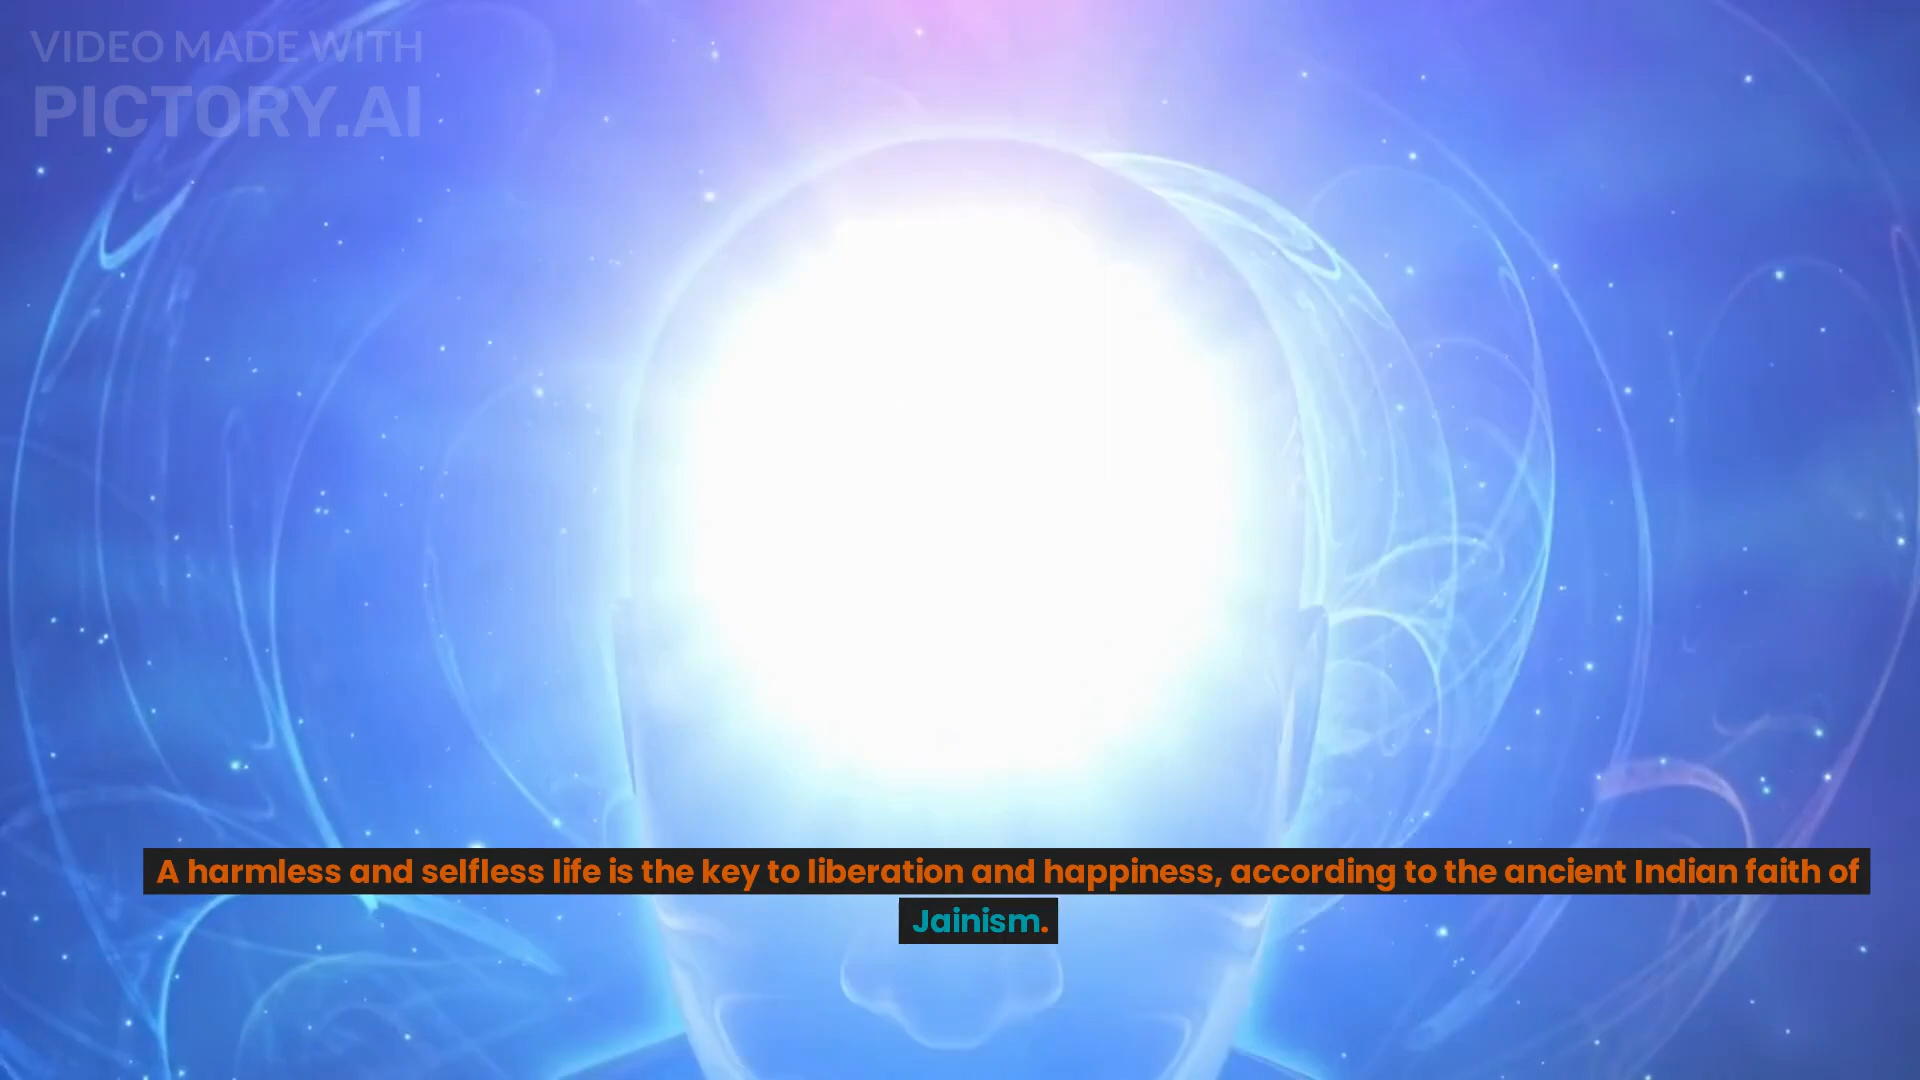 VIDEO MADE WITH
PICTORY.AI
A harmless and selfless life is the key to liberation and happiness, according to the ancient Indian faith of
Jainism.